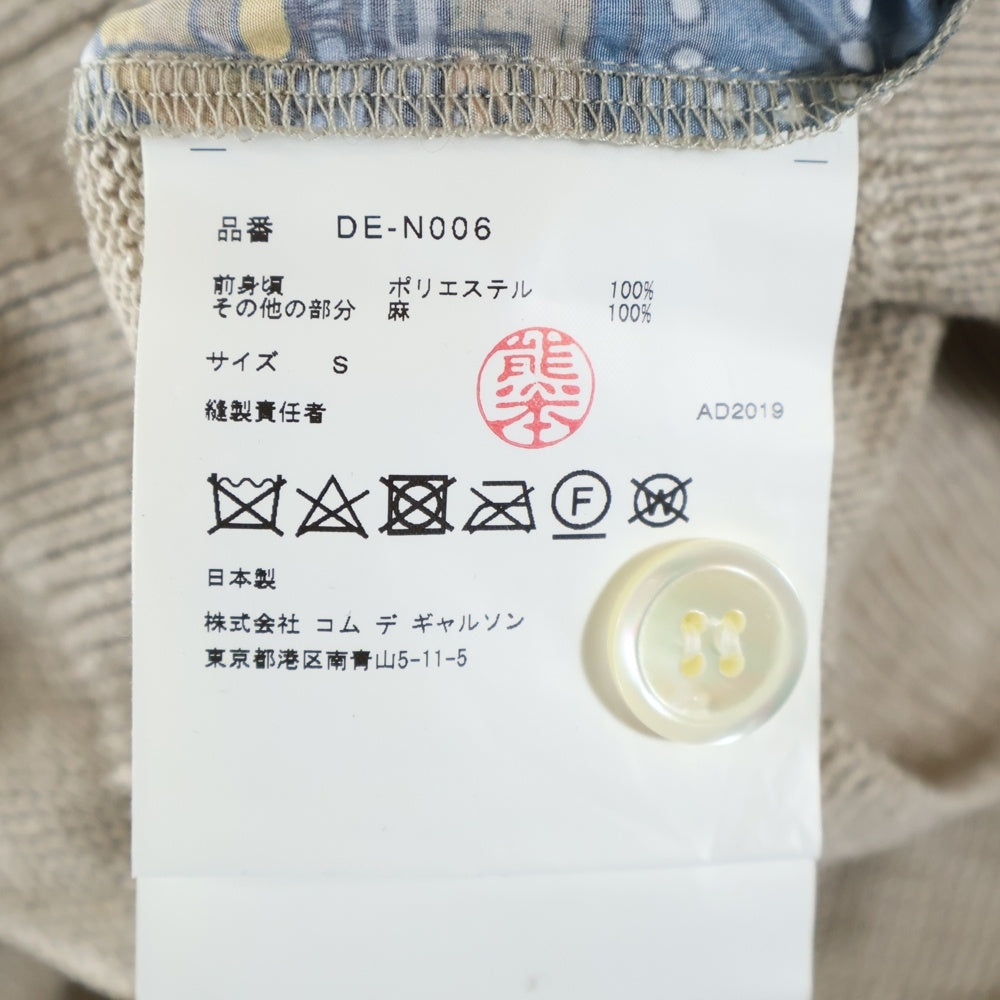 品番 DE-N006
前身頃 ポリエステル 100%
その他の部分 麻 100%
サイズ S
熊本
縫製責任者 AD2019
F W
日本製
株式会社 コム デ ギャルソン
東京都港区南青山5-11-5